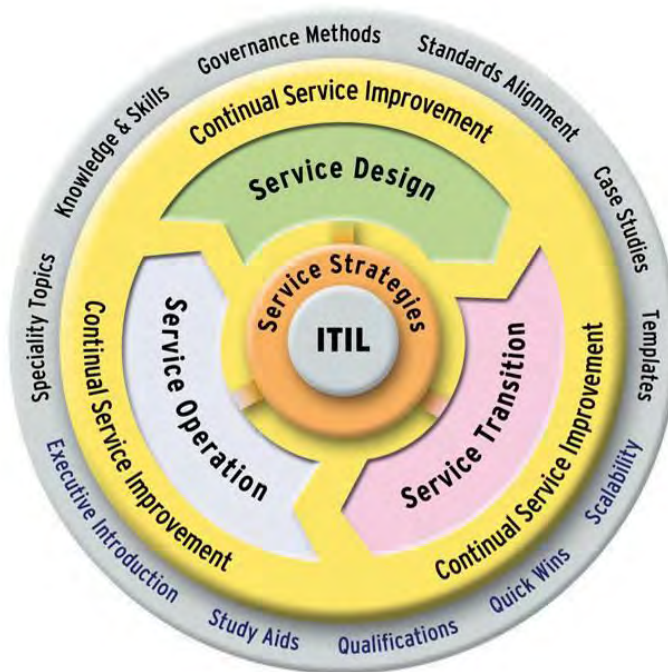 Governance Methods
Standards Alignment
Knowledge & Skills
Case Studies
Speciality Topics
Templates
Executive Introduction
Scalability
Study Aids
Qualifications
Quick Wins
Continual Service Improvement
Continual Service Improvement
Continual Service Improvement
Service Design
Service Transition
Service Operation
Service Strategies
ITIL